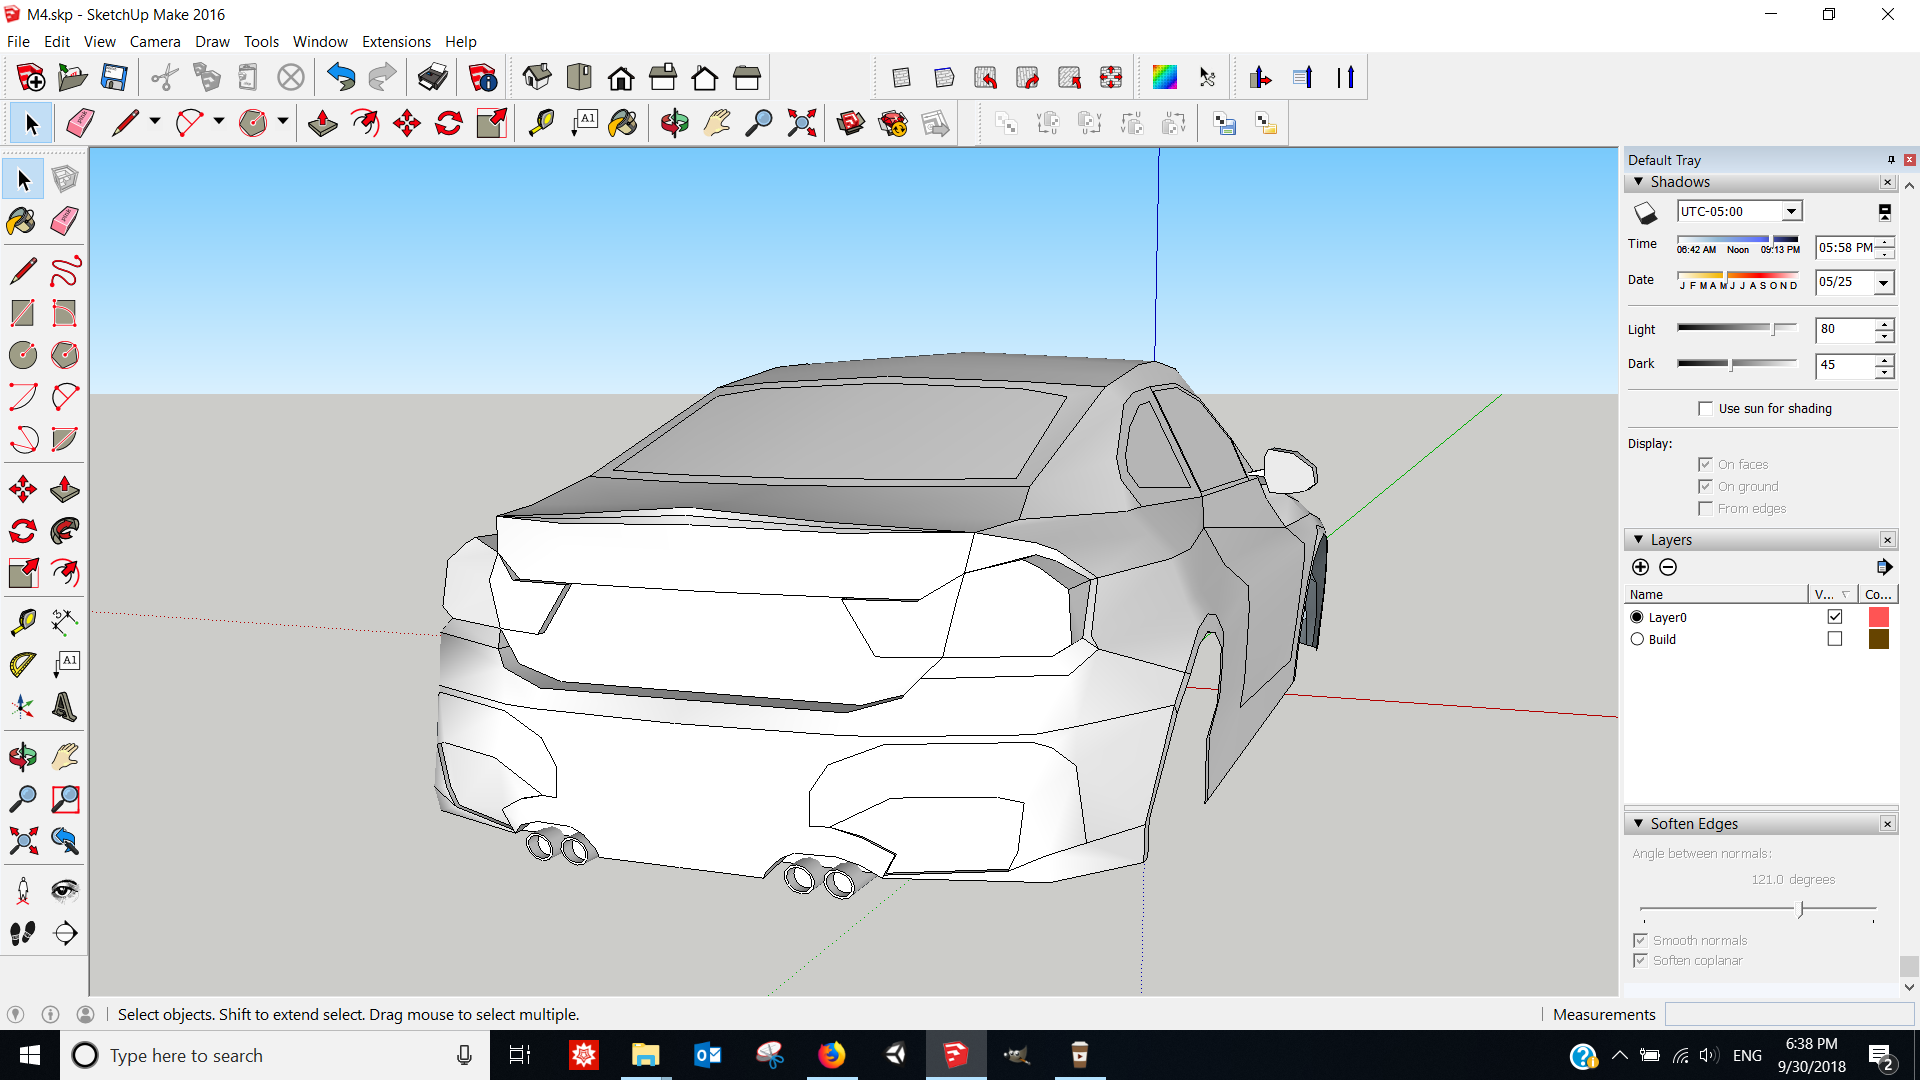 M4.skp - SketchUp Make 2016
File Edit View Camera Draw Tools Window Extensions Help
A1
Default Tray
Shadows
UTC-05:00
Time
06:42 AM Noon 09:13 PM
05:58 PM
Date
J F M A M J J A S O N D
05/25
Light
80
Dark
45
Use sun for shading
Display:
On faces
On ground
From edges
Layers
Name V... Co...
Layer0
Build
A1
Soften Edges
Angle between normals:
121.0 degrees
Smooth normals
Soften coplanar
Select objects. Shift to extend select. Drag mouse to select multiple.
Measurements
Type here to search
ENG
6:38 PM
9/30/2018
2